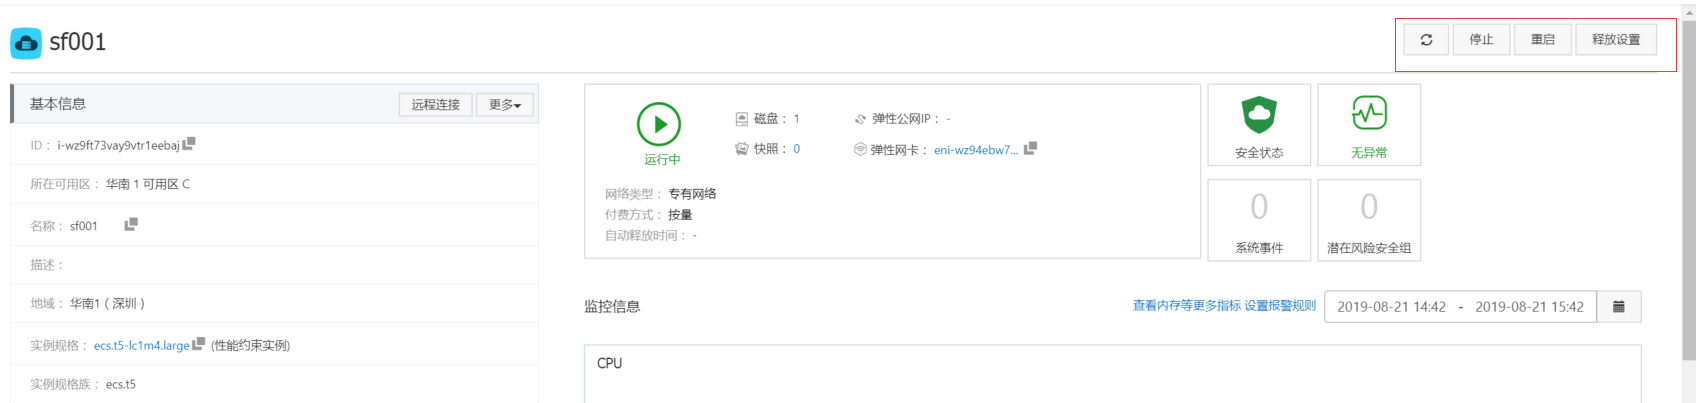 sf001
停止 重启 释放设置
基本信息 远程连接 更多
ID： i-wz9ft73vay9vtr1eebaj
所在可用区： 华南 1 可用区 C
名称： sf001
描述：
地域： 华南1 ( 深圳 )
实例规格： ecs.t5-lc1m4.large (性能约束实例)
实例规格族： ecs.t5
运行中
磁盘： 1 弹性公网IP： -
快照： 0 弹性网卡： eni-wz94ebw7...
网络类型： 专有网络
付费方式： 按量
自动释放时间： -
安全状态
无异常
0
系统事件
0
潜在风险安全组
监控信息 查看内存等更多指标 设置报警规则 2019-08-21 14:42 - 2019-08-21 15:42
CPU